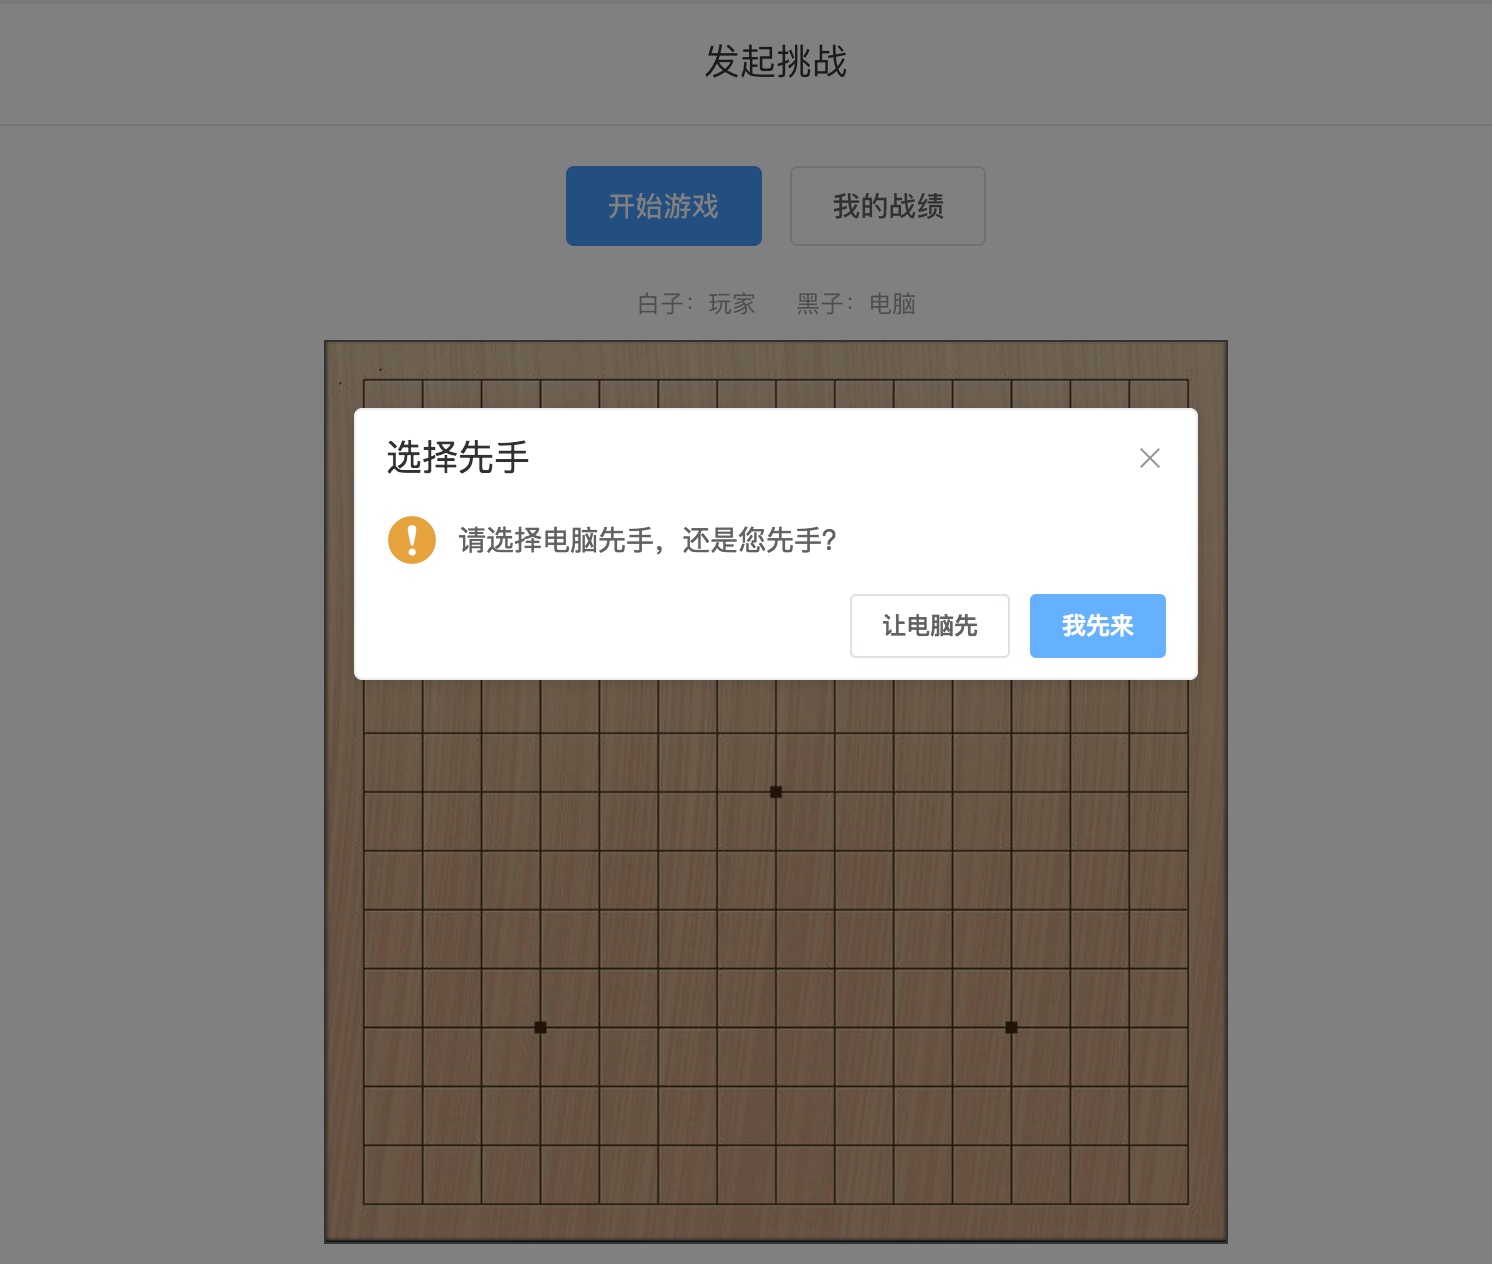 发起挑战
开始游戏 我的战绩
白子：玩家 黑子：电脑
选择先手
请选择电脑先手，还是您先手?
让电脑先 我先来